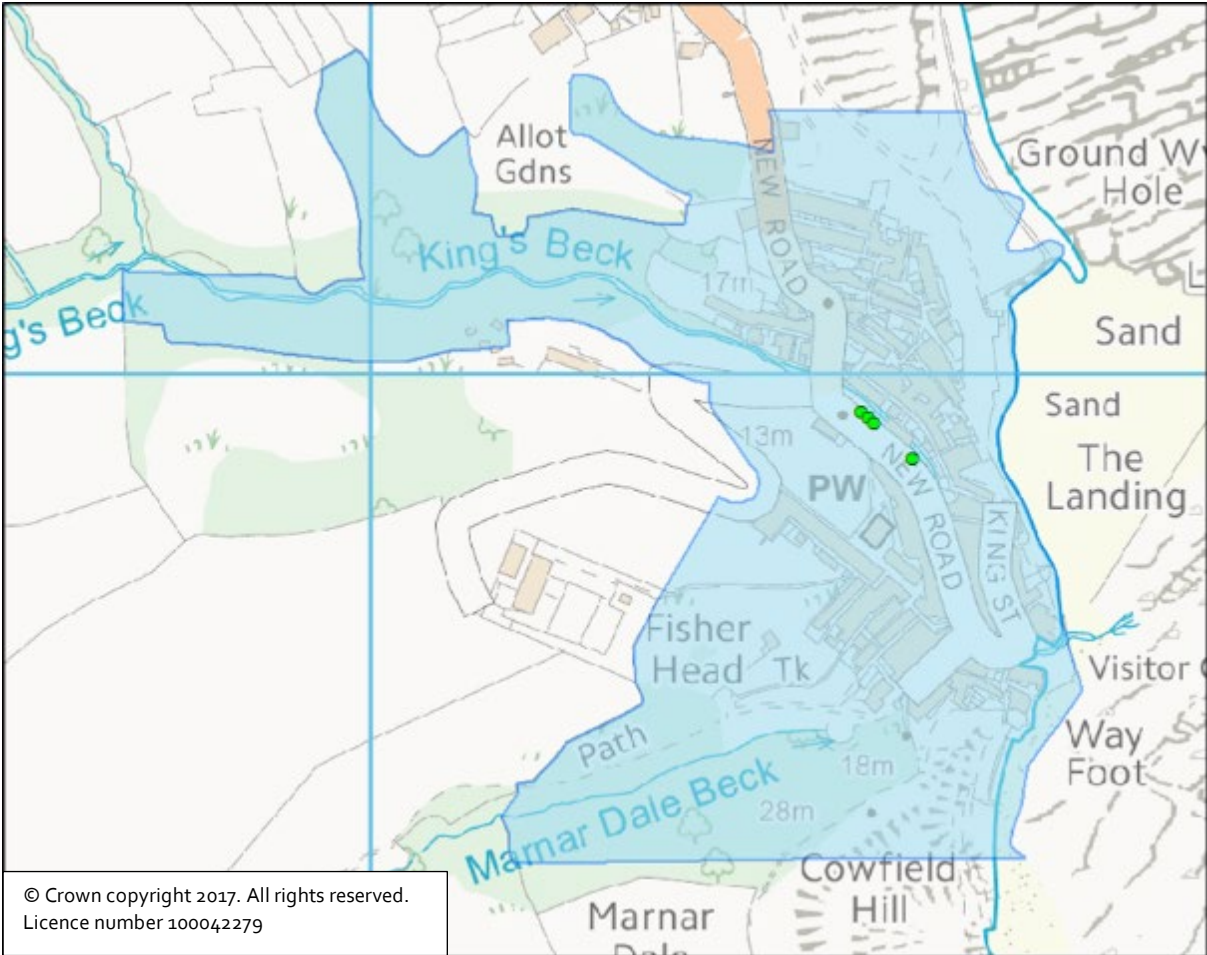 Allot
Gdns
NEW ROAD
Ground Wy
Hole
King's Beck
17m
g's Beck
L
Sand
Sand
The
Landing
13m
PW
NEW ROAD
KING ST
Fisher
Head
Tk
Visitor C
Path
Way
Foot
18m
Marnar Dale Beck
28m
Cowfield
Hill
Marnar
Dale
© Crown copyright 2017. All rights reserved.
Licence number 100042279